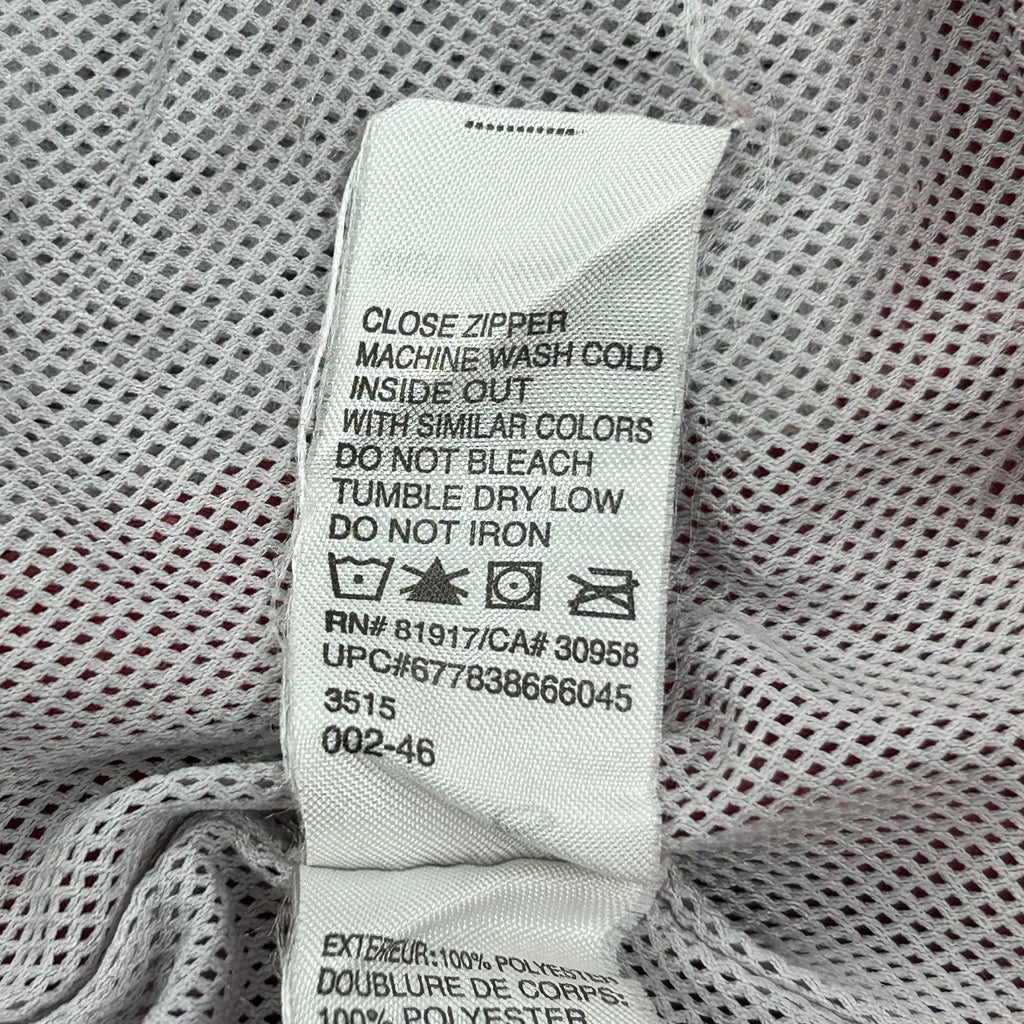 CLOSE ZIPPER
MACHINE WASH COLD
INSIDE OUT
WITH SIMILAR COLORS
DO NOT BLEACH
TUMBLE DRY LOW
DO NOT IRON
RN# 81917/CA# 30958
UPC#677838666045
3515
002-46
EXTERIEUR:100% POLYESTER
DOUBLURE DE CORPS:
100% POLYESTER